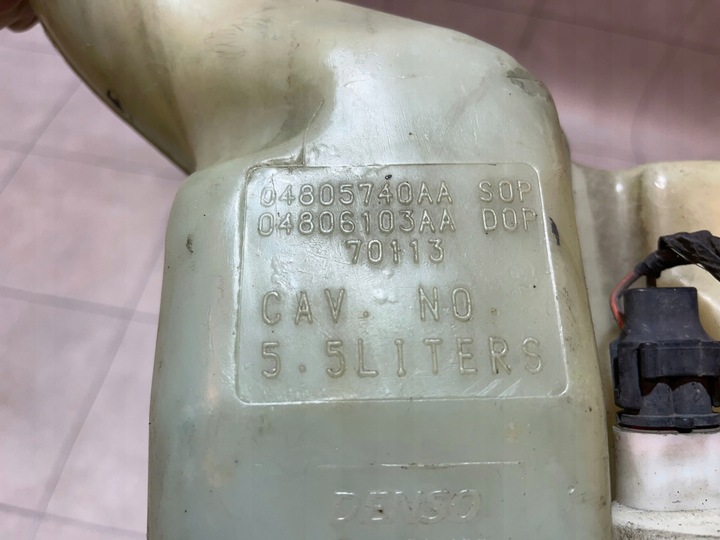 04805740AA SOP
04806103AA DOP
70113
CAV. NO.
5.5LITERS
DENSO